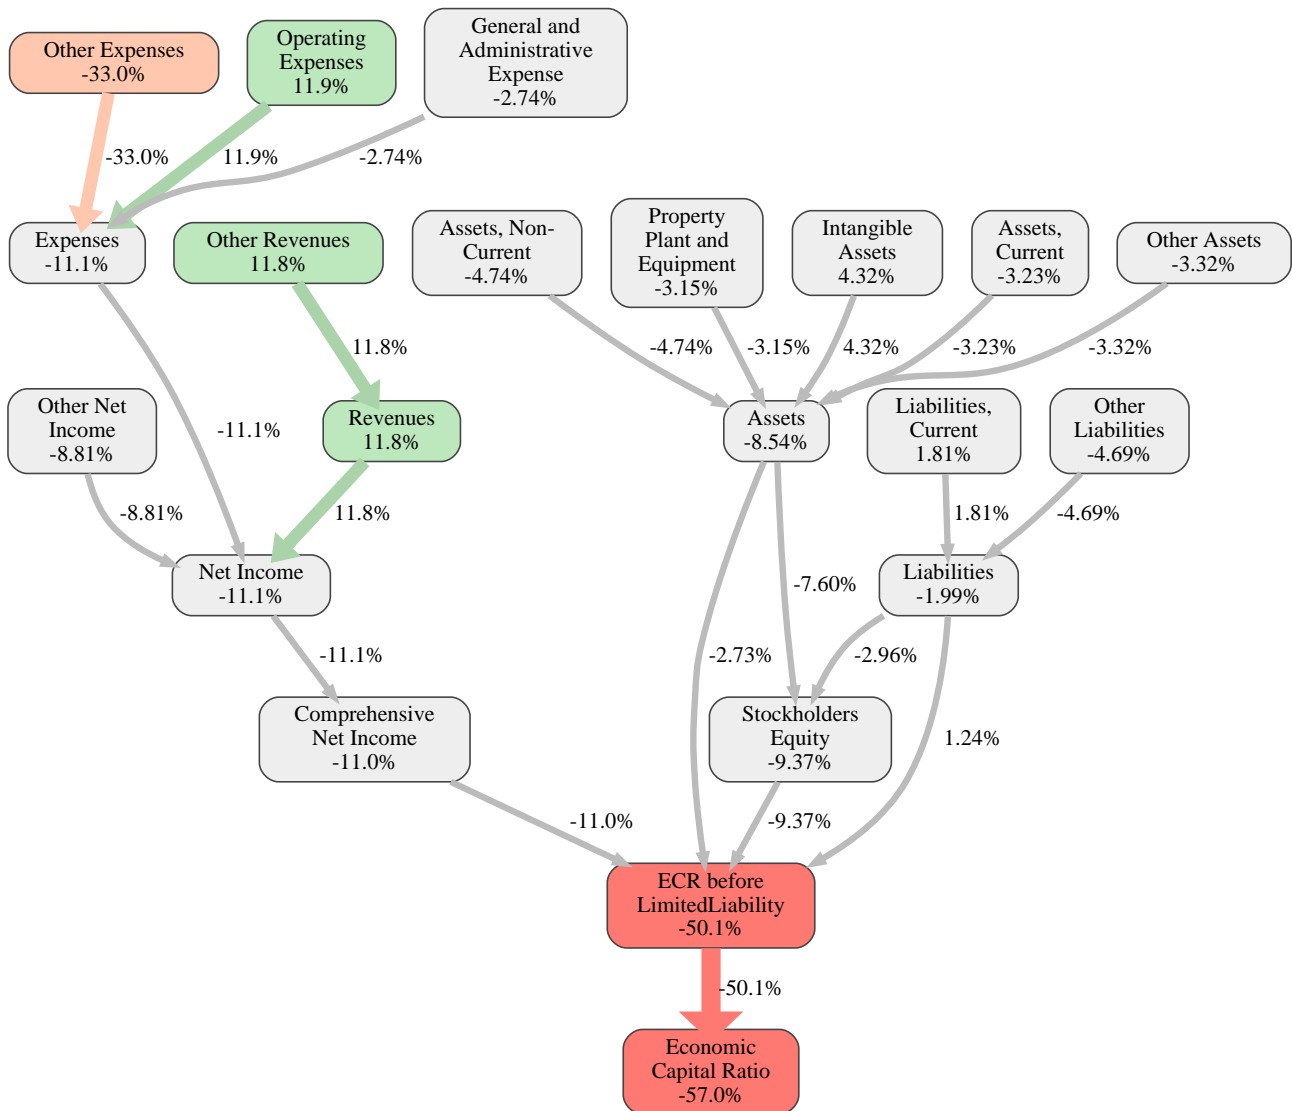 Other Expenses
-33.0%
Operating
Expenses
11.9%
General and
Administrative
Expense
-2.74%
-33.0%
11.9%
-2.74%
Expenses
-11.1%
Other Revenues
11.8%
Assets, Non-
Current
-4.74%
Property
Plant and
Equipment
-3.15%
Intangible
Assets
4.32%
Assets,
Current
-3.23%
Other Assets
-3.32%
11.8%
-4.74%
-3.15%
4.32%
-3.23%
-3.32%
Other Net
Income
-8.81%
-11.1%
Revenues
11.8%
Assets
-8.54%
Liabilities,
Current
1.81%
Other
Liabilities
-4.69%
-8.81%
11.8%
1.81%
-4.69%
Net Income
-11.1%
-7.60%
Liabilities
-1.99%
-11.1%
-2.73%
-2.96%
Comprehensive
Net Income
-11.0%
Stockholders
Equity
-9.37%
1.24%
-11.0%
-9.37%
ECR before
LimitedLiability
-50.1%
-50.1%
Economic
Capital Ratio
-57.0%